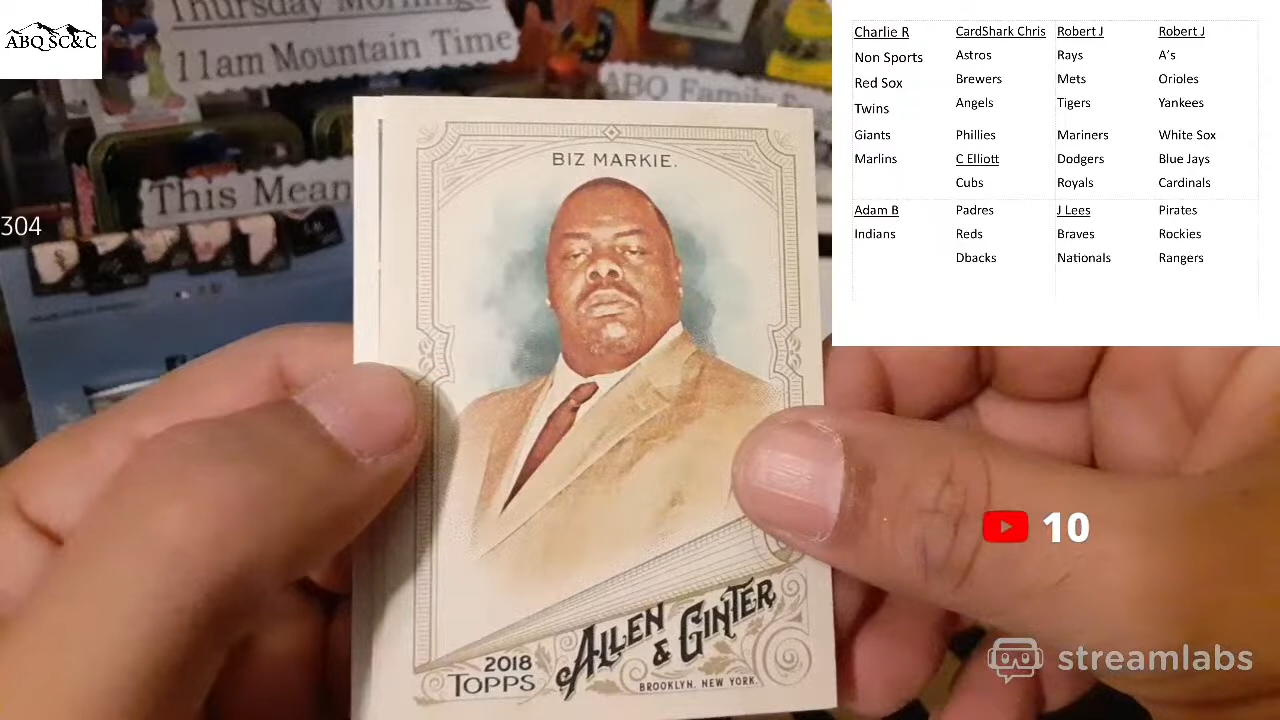 Thursday Mornings
11am Mountain Time
ABQ SC&C
ABQ Family
This Mean
304
BIZ MARKIE.
2018
TOPPS
ALLEN
& GINTER
BROOKLYN, NEW YORK.
Charlie R
Non Sports
Red Sox
Twins
Giants
Marlins
Adam B
Indians
CardShark Chris
Astros
Brewers
Angels
Phillies
C Elliott
Cubs
Padres
Reds
Dbacks
Robert J
Rays
Mets
Tigers
Mariners
Dodgers
Royals
J Lees
Braves
Nationals
Robert J
A's
Orioles
Yankees
White Sox
Blue Jays
Cardinals
Pirates
Rockies
Rangers
10
streamlabs